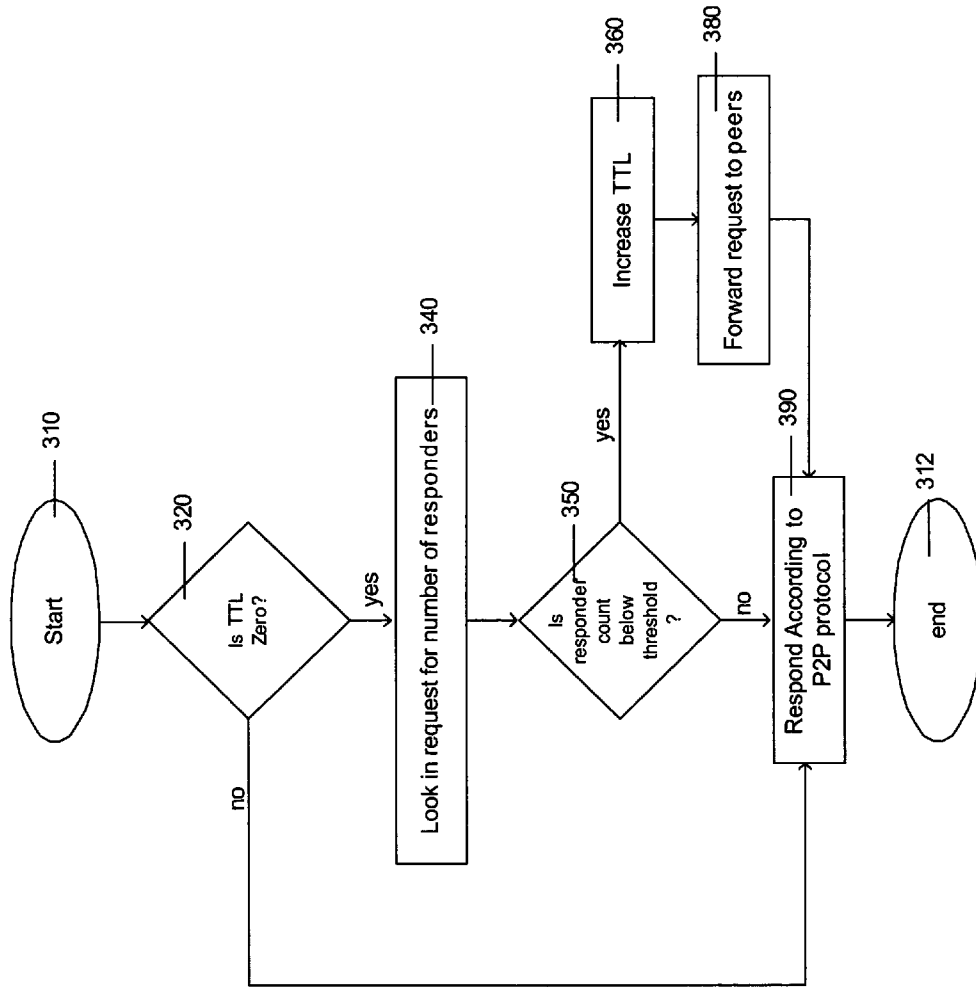 Start
310
320
Is TTL
Zero?
yes
no
Look in request for number of responders
340
350
Is
responder
count
below
threshold
?
yes
no
Increase TTL
360
Forward request to peers
380
Respond According to
P2P protocol
390
end
312